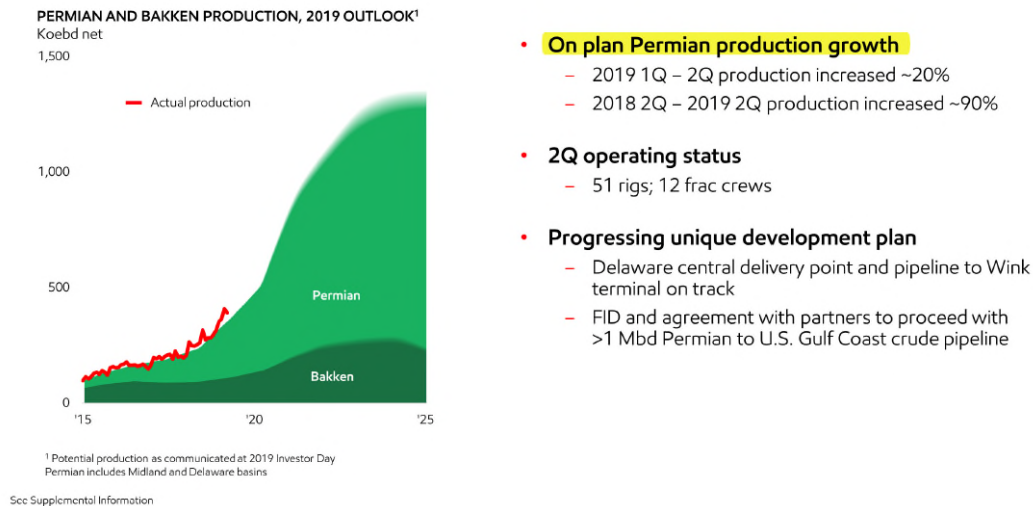 PERMIAN AND BAKKEN PRODUCTION, 2019 OUTLOOK¹
Koebd net
1,500
Actual production
1,000
500
Permian
Bakken
0
'15
'20
'25
¹ Potential production as communicated at 2019 Investor Day
Permian includes Midland and Delaware basins
See Supplemental Information
• On plan Permian production growth
– 2019 1Q – 2Q production increased ~20%
– 2018 2Q – 2019 2Q production increased ~90%
• 2Q operating status
– 51 rigs; 12 frac crews
• Progressing unique development plan
– Delaware central delivery point and pipeline to Wink
terminal on track
– FID and agreement with partners to proceed with
>1 Mbd Permian to U.S. Gulf Coast crude pipeline